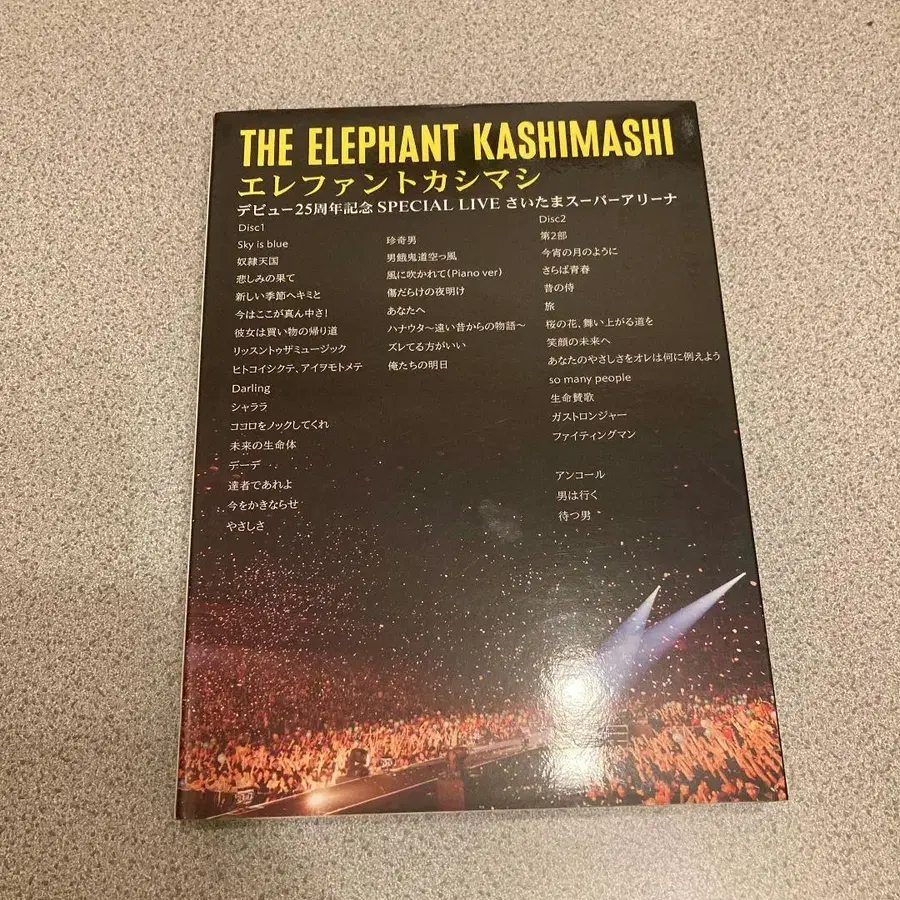 THE ELEPHANT KASHIMASHI
エレファントカシマシ
デビュー25周年記念 SPECIAL LIVE さいたまスーパーアリーナ
Disc1
Sky is blue
奴隷天国
悲しみの果て
新しい季節へキミと
今はここが真ん中さ!
彼女は買い物の帰り道
リッスントゥザミュージック
ヒトコイシクテ、アイヲモトメテ
Darling
シャララ
ココロをノックしてくれ
未来の生命体
デーデ
達者であれよ
今をかきならせ
やさしさ
珍奇男
男餓鬼道空っ風
風に吹かれて(Piano ver)
傷だらけの夜明け
あなたへ
ハナウタ〜遠い昔からの物語〜
ズレてる方がいい
俺たちの明日
Disc2
第2部
今宵の月のように
さらば青春
昔の侍
旅
桜の花、舞い上がる道を
笑顔の未来へ
あなたのやさしさをオレは何に例えよう
so many people
生命賛歌
ガストロンジャー
ファイティングマン
アンコール
男は行く
待つ男